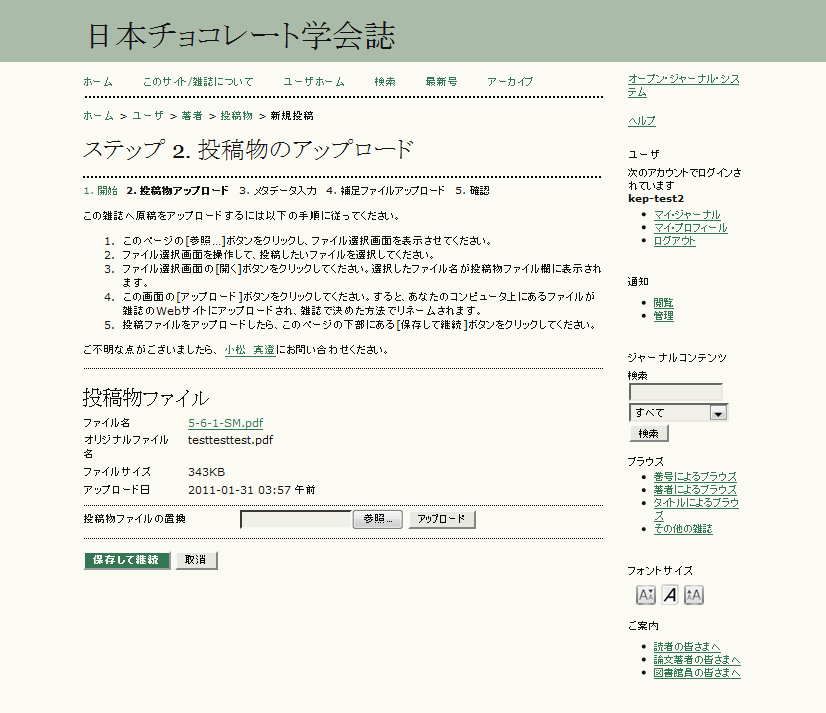 日本チョコレート学会誌
ホーム このサイト/雑誌について ユーザホーム 検索 最新号 アーカイブ
ホーム > ユーザ > 著者 > 投稿物 > 新規投稿
ステップ 2. 投稿物のアップロード
1. 開始 2. 投稿物アップロード 3. メタデータ入力 4. 補足ファイルアップロード 5. 確認
この雑誌へ原稿をアップロードするには以下の手順に従ってください。
1. このページの[参照...]ボタンをクリックし、ファイル選択画面を表示させてください。
2. ファイル選択画面を操作して、投稿したいファイルを選択してください。
3. ファイル選択画面の[開く]ボタンをクリックしてください。選択したファイル名が投稿物ファイル欄に表示され
ます。
4. この画面の[アップロード]ボタンをクリックしてください。すると、あなたのコンピュータ上にあるファイルが
雑誌のWebサイトにアップロードされ、雑誌で決めた方法でリネームされます。
5. 投稿ファイルをアップロードしたら、このページの下部にある[保存して継続]ボタンをクリックしてください。
ご不明な点がございましたら、 小松 真澄にお問い合わせください。
投稿物ファイル
ファイル名 5-6-1-SM.pdf
オリジナルファイル testtesttest.pdf
名
ファイルサイズ 343KB
アップロード日 2011-01-31 03:57 午前
投稿物ファイルの置換 参照... アップロード
保存して継続 取消
オープン・ジャーナル・シス
テム
ヘルプ
ユーザ
次のアカウントでログインさ
れています
kep-test2
マイ・ジャーナル
マイ・プロフィール
ログアウト
通知
閲覧
管理
ジャーナルコンテンツ
検索
すべて
検索
ブラウズ
巻号によるブラウズ
著者によるブラウズ
タイトルによるブラウ
ズ
その他の雑誌
フォントサイズ
A A A
ご案内
読者の皆さまへ
論文著者の皆さまへ
図書館員の皆さまへ